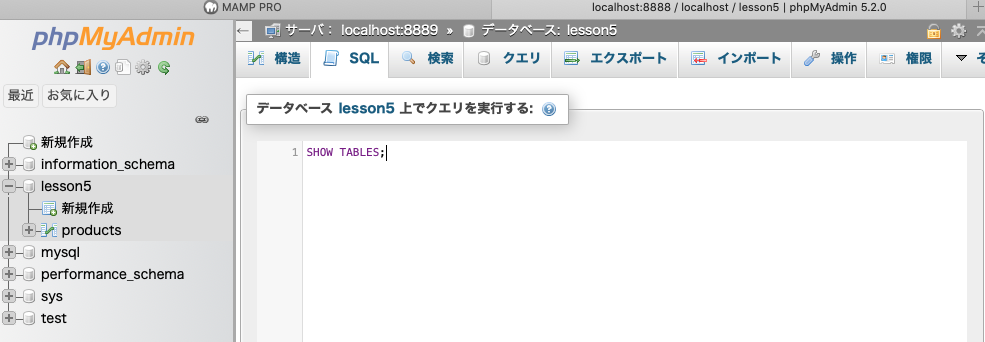 MAMP PRO
localhost:8888 / localhost / lesson5 | phpMyAdmin 5.2.0
phpMyAdmin
最近 お気に入り
新規作成
information_schema
lesson5
新規作成
products
mysql
performance_schema
sys
test
サーバ: localhost:8889 » データベース: lesson5
構造 SQL 検索 クエリ エクスポート インポート 操作 権限
データベース lesson5 上でクエリを実行する:
1 SHOW TABLES;